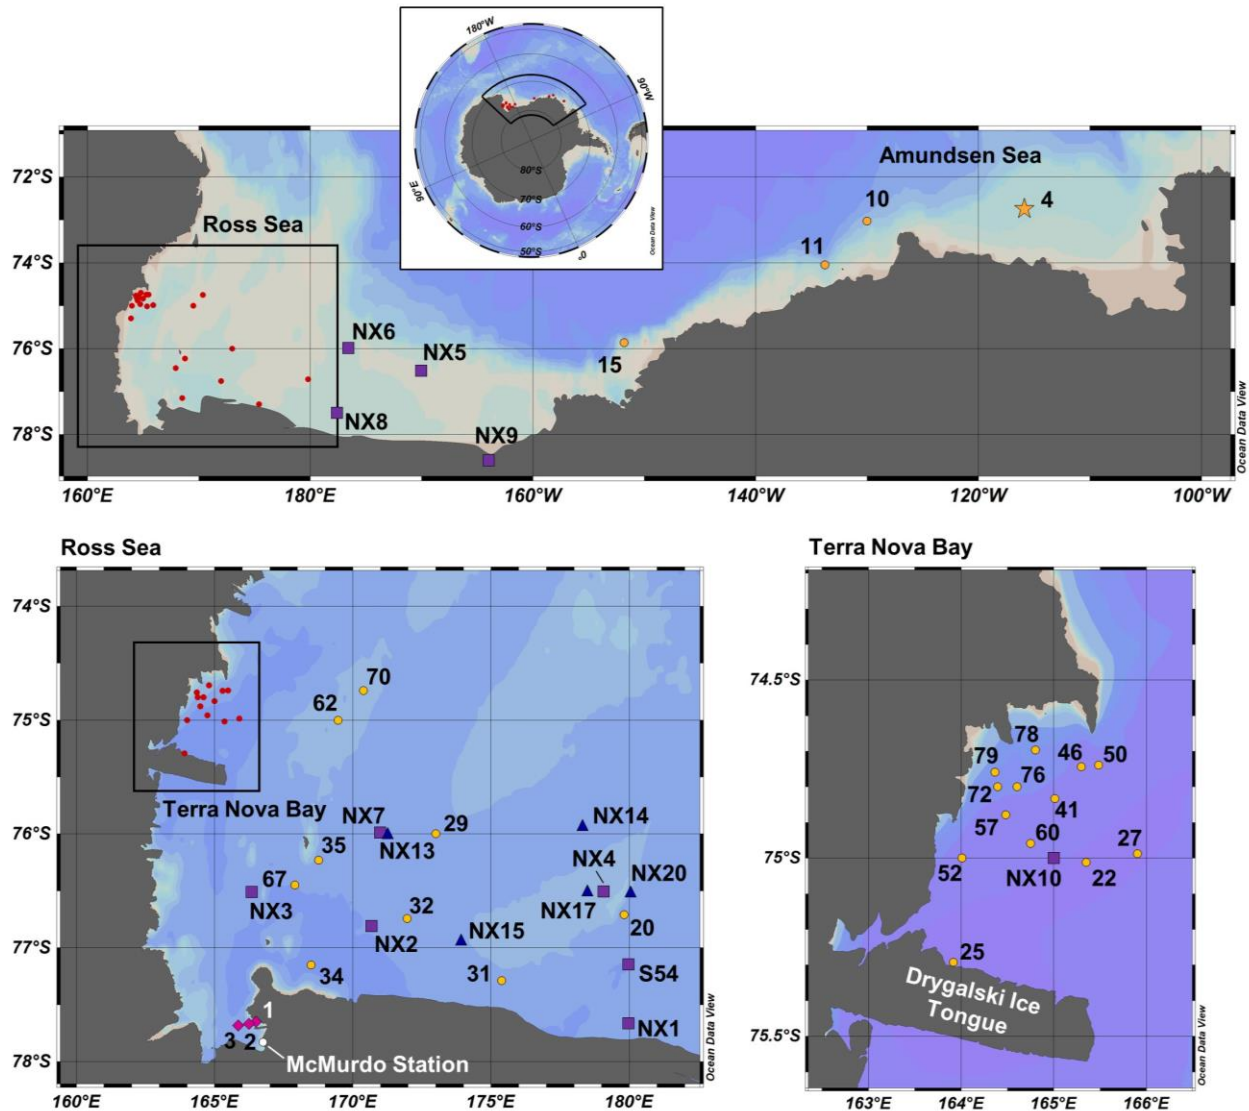 180°W
90°W
80°S
70°S
60°S
50°S
90°E
0°
Ocean Data View
72°S
74°S
76°S
78°S
Ross Sea
Amundsen Sea
4
10
11
15
NX6
NX5
NX8
NX9
160°E
180°E
160°W
140°W
120°W
100°W
Ocean Data View
Ross Sea
74°S
75°S
76°S
77°S
78°S
70
62
Terra Nova Bay
NX7
NX13
29
NX14
35
NX4
NX20
67
NX3
32
NX17
20
NX2
NX15
34
31
S54
1
NX1
3
2
McMurdo Station
160°E
165°E
170°E
175°E
180°E
Ocean Data View
Terra Nova Bay
74.5°S
75°S
75.5°S
78
46
50
79
76
72
41
57
60
27
52
NX10
22
25
Drygalski Ice
Tongue
163°E
164°E
165°E
166°E
Ocean Data View